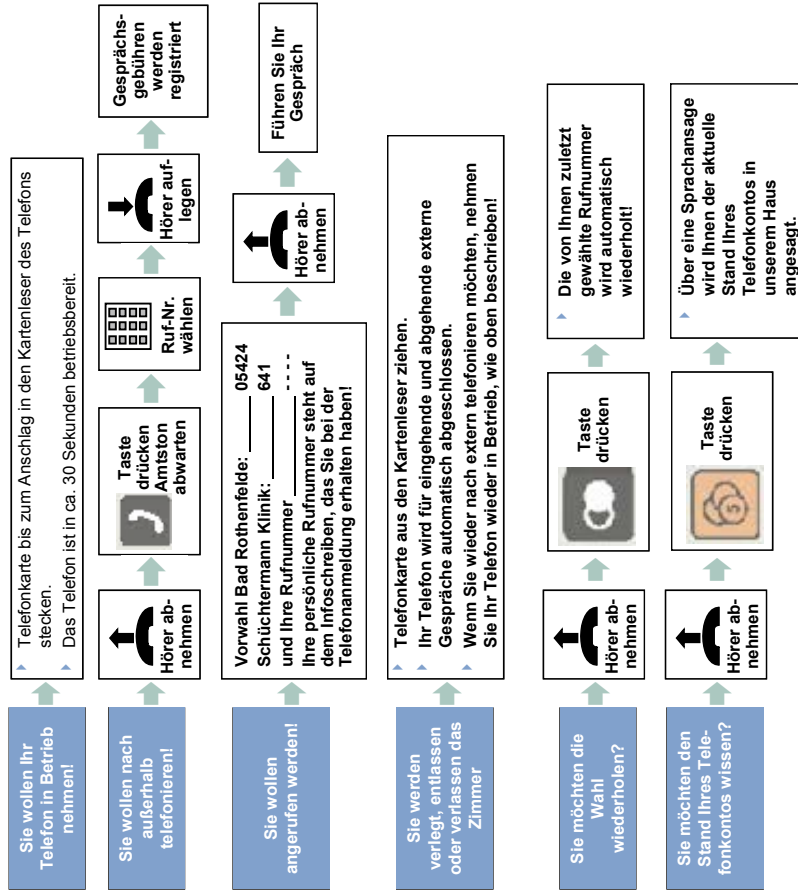 Sie wollen Ihr
Telefon in Betrieb
nehmen!
Telefonkarte bis zum Anschlag in den Kartenleser des Telefons
stecken.
Das Telefon ist in ca. 30 Sekunden betriebsbereit.
Sie wollen nach
außerhalb
telefonieren!
Hörer ab-
nehmen
Taste
drücken
Amtston
abwarten
Ruf-Nr.
wählen
Hörer auf-
legen
Gesprächs-
gebühren
werden
registriert
Sie wollen
angerufen werden!
Vorwahl Bad Rothenfelde: _____ 05424
Schüchtermann Klinik: _____ 641
und Ihre Rufnummer _____ - - - -
Ihre persönliche Rufnummer steht auf
dem Infoschreiben, das Sie bei der
Telefonanmeldung erhalten haben!
Hörer ab-
nehmen
Führen Sie Ihr
Gespräch
Sie werden
verlegt, entlassen
oder verlassen das
Zimmer
Telefonkarte aus den Kartenleser ziehen.
Ihr Telefon wird für eingehende und abgehende externe
Gespräche automatisch abgeschlossen.
Wenn Sie wieder nach extern telefonieren möchten, nehmen
Sie Ihr Telefon wieder in Betrieb, wie oben beschrieben!
Sie möchten die
Wahl
wiederholen?
Hörer ab-
nehmen
Taste
drücken
Die von Ihnen zuletzt
gewählte Rufnummer
wird automatisch
wiederholt!
Sie möchten den
Stand Ihres Tele-
fonkontos wissen?
Hörer ab-
nehmen
5
Taste
drücken
Über eine Sprachansage
wird Ihnen der aktuelle
Stand Ihres
Telefonkontos in
unserem Haus
angesagt.